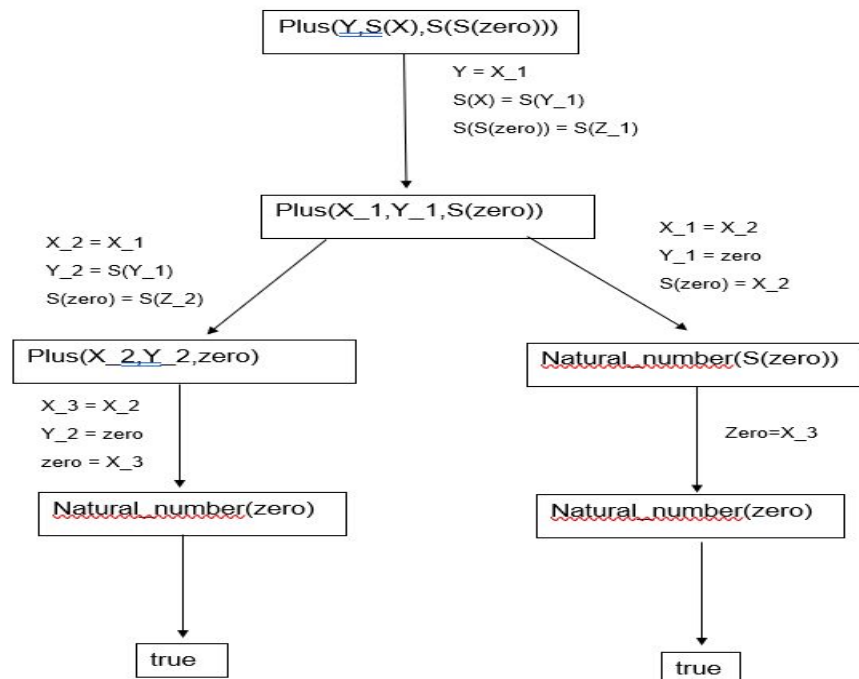 Plus(Y,S(X),S(S(zero)))
Y = X_1
S(X) = S(Y_1)
S(S(zero)) = S(Z_1)
Plus(X_1,Y_1,S(zero))
X_2 = X_1
Y_2 = S(Y_1)
S(zero) = S(Z_2)
X_1 = X_2
Y_1 = zero
S(zero) = X_2
Plus(X_2,Y_2,zero)
Natural_number(S(zero))
X_3 = X_2
Y_2 = zero
zero = X_3
Zero=X_3
Natural_number(zero)
Natural_number(zero)
true
true